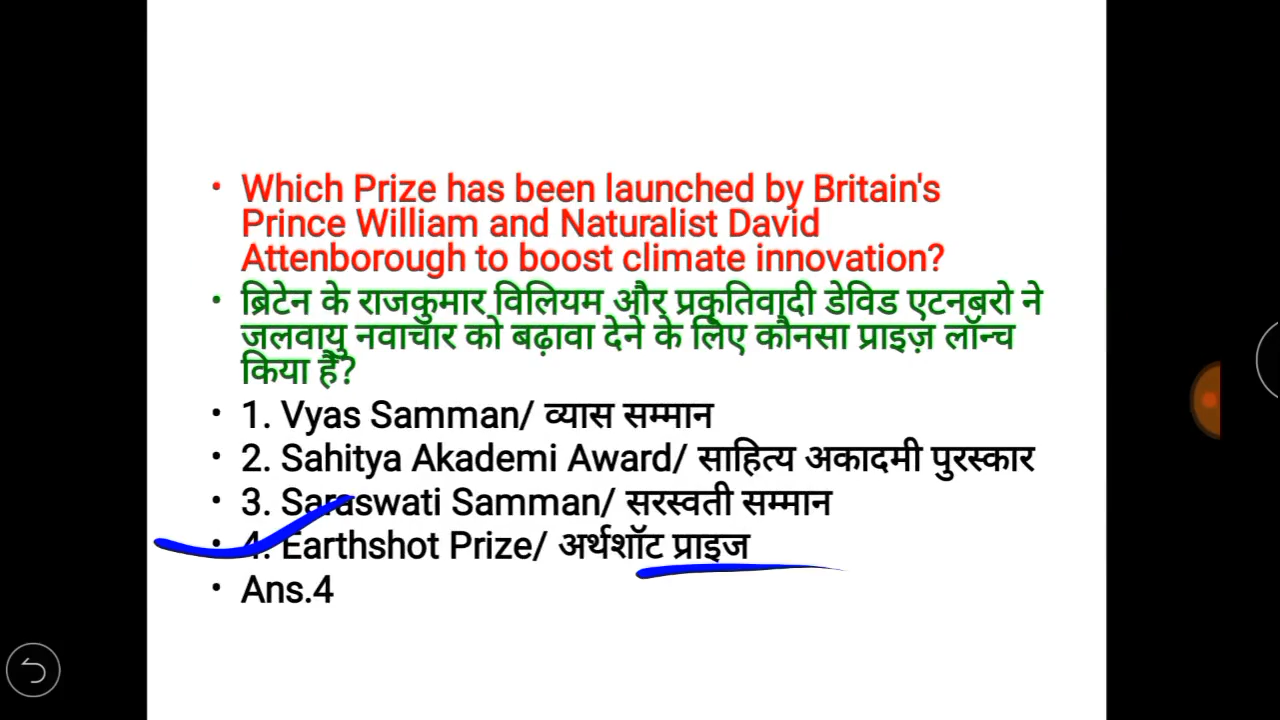 • Which Prize has been launched by Britain's
Prince William and Naturalist David
Attenborough to boost climate innovation?
• ब्रिटेन के राजकुमार विलियम और प्रकृतिवादी डेविड एटनबरो ने
जलवायु नवाचार को बढ़ावा देने के लिए कौनसा प्राइज़ लॉन्च
किया है?
• 1. Vyas Samman/ व्यास सम्मान
• 2. Sahitya Akademi Award/ साहित्य अकादमी पुरस्कार
• 3. Saraswati Samman/ सरस्वती सम्मान
• 4. Earthshot Prize/ अर्थशॉट प्राइज
• Ans.4